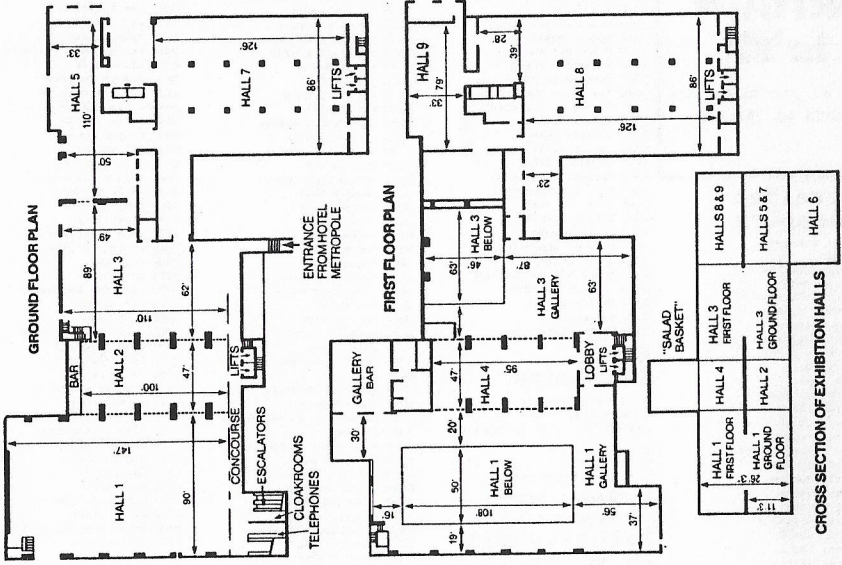 GROUND FLOOR PLAN
HALL 5
33'
110'
50'
126'
HALL 7
86'
LIFTS
49'
89'
HALL 3
62'
110'
ENTRANCE
FROM HOTEL
METROPOLE
BAR
HALL 2
100'
47'
LIFTS
147'
HALL 1
90'
CONCOURSE
ESCALATORS
CLOAKROOMS
TELEPHONES
FIRST FLOOR PLAN
HALL 9
79'
33'
28'
39'
HALL 8
126'
86'
LIFTS
23'
HALL 3
BELOW
46'
63'
87'
HALL 3
GALLERY
63'
GALLERY
BAR
HALL 4
47'
95'
LOBBY
LIFTS
30'
20'
HALL 1
BELOW
50'
108'
HALL 1
GALLERY
16'
19'
56'
37'
"SALAD
BASKET"
HALL 1
FIRST FLOOR
HALL 4
HALL 3
FIRST FLOOR
HALLS 8 & 9
HALL 1
GROUND
FLOOR
HALL 2
HALL 3
GROUND FLOOR
HALLS 5 & 7
HALL 6
26'3"
11'3"
CROSS SECTION OF EXHIBITION HALLS